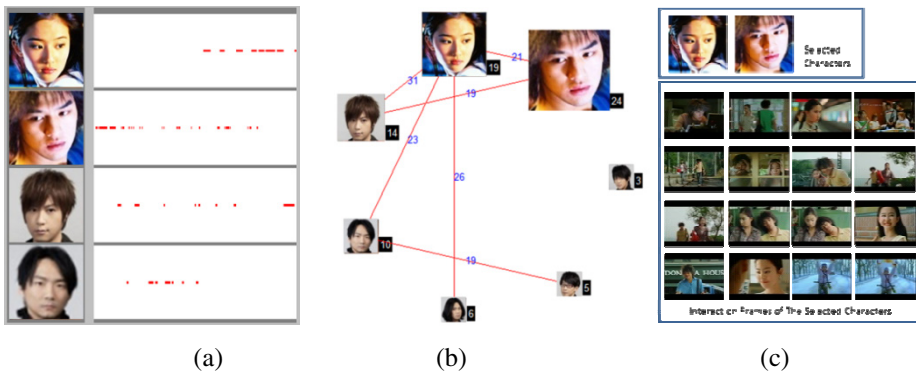 19
21
31
19
24
14
23
3
26
10
19
5
6
Selected
Characters
Interaction Frames of The Selected Characters
(a)
(b)
(c)